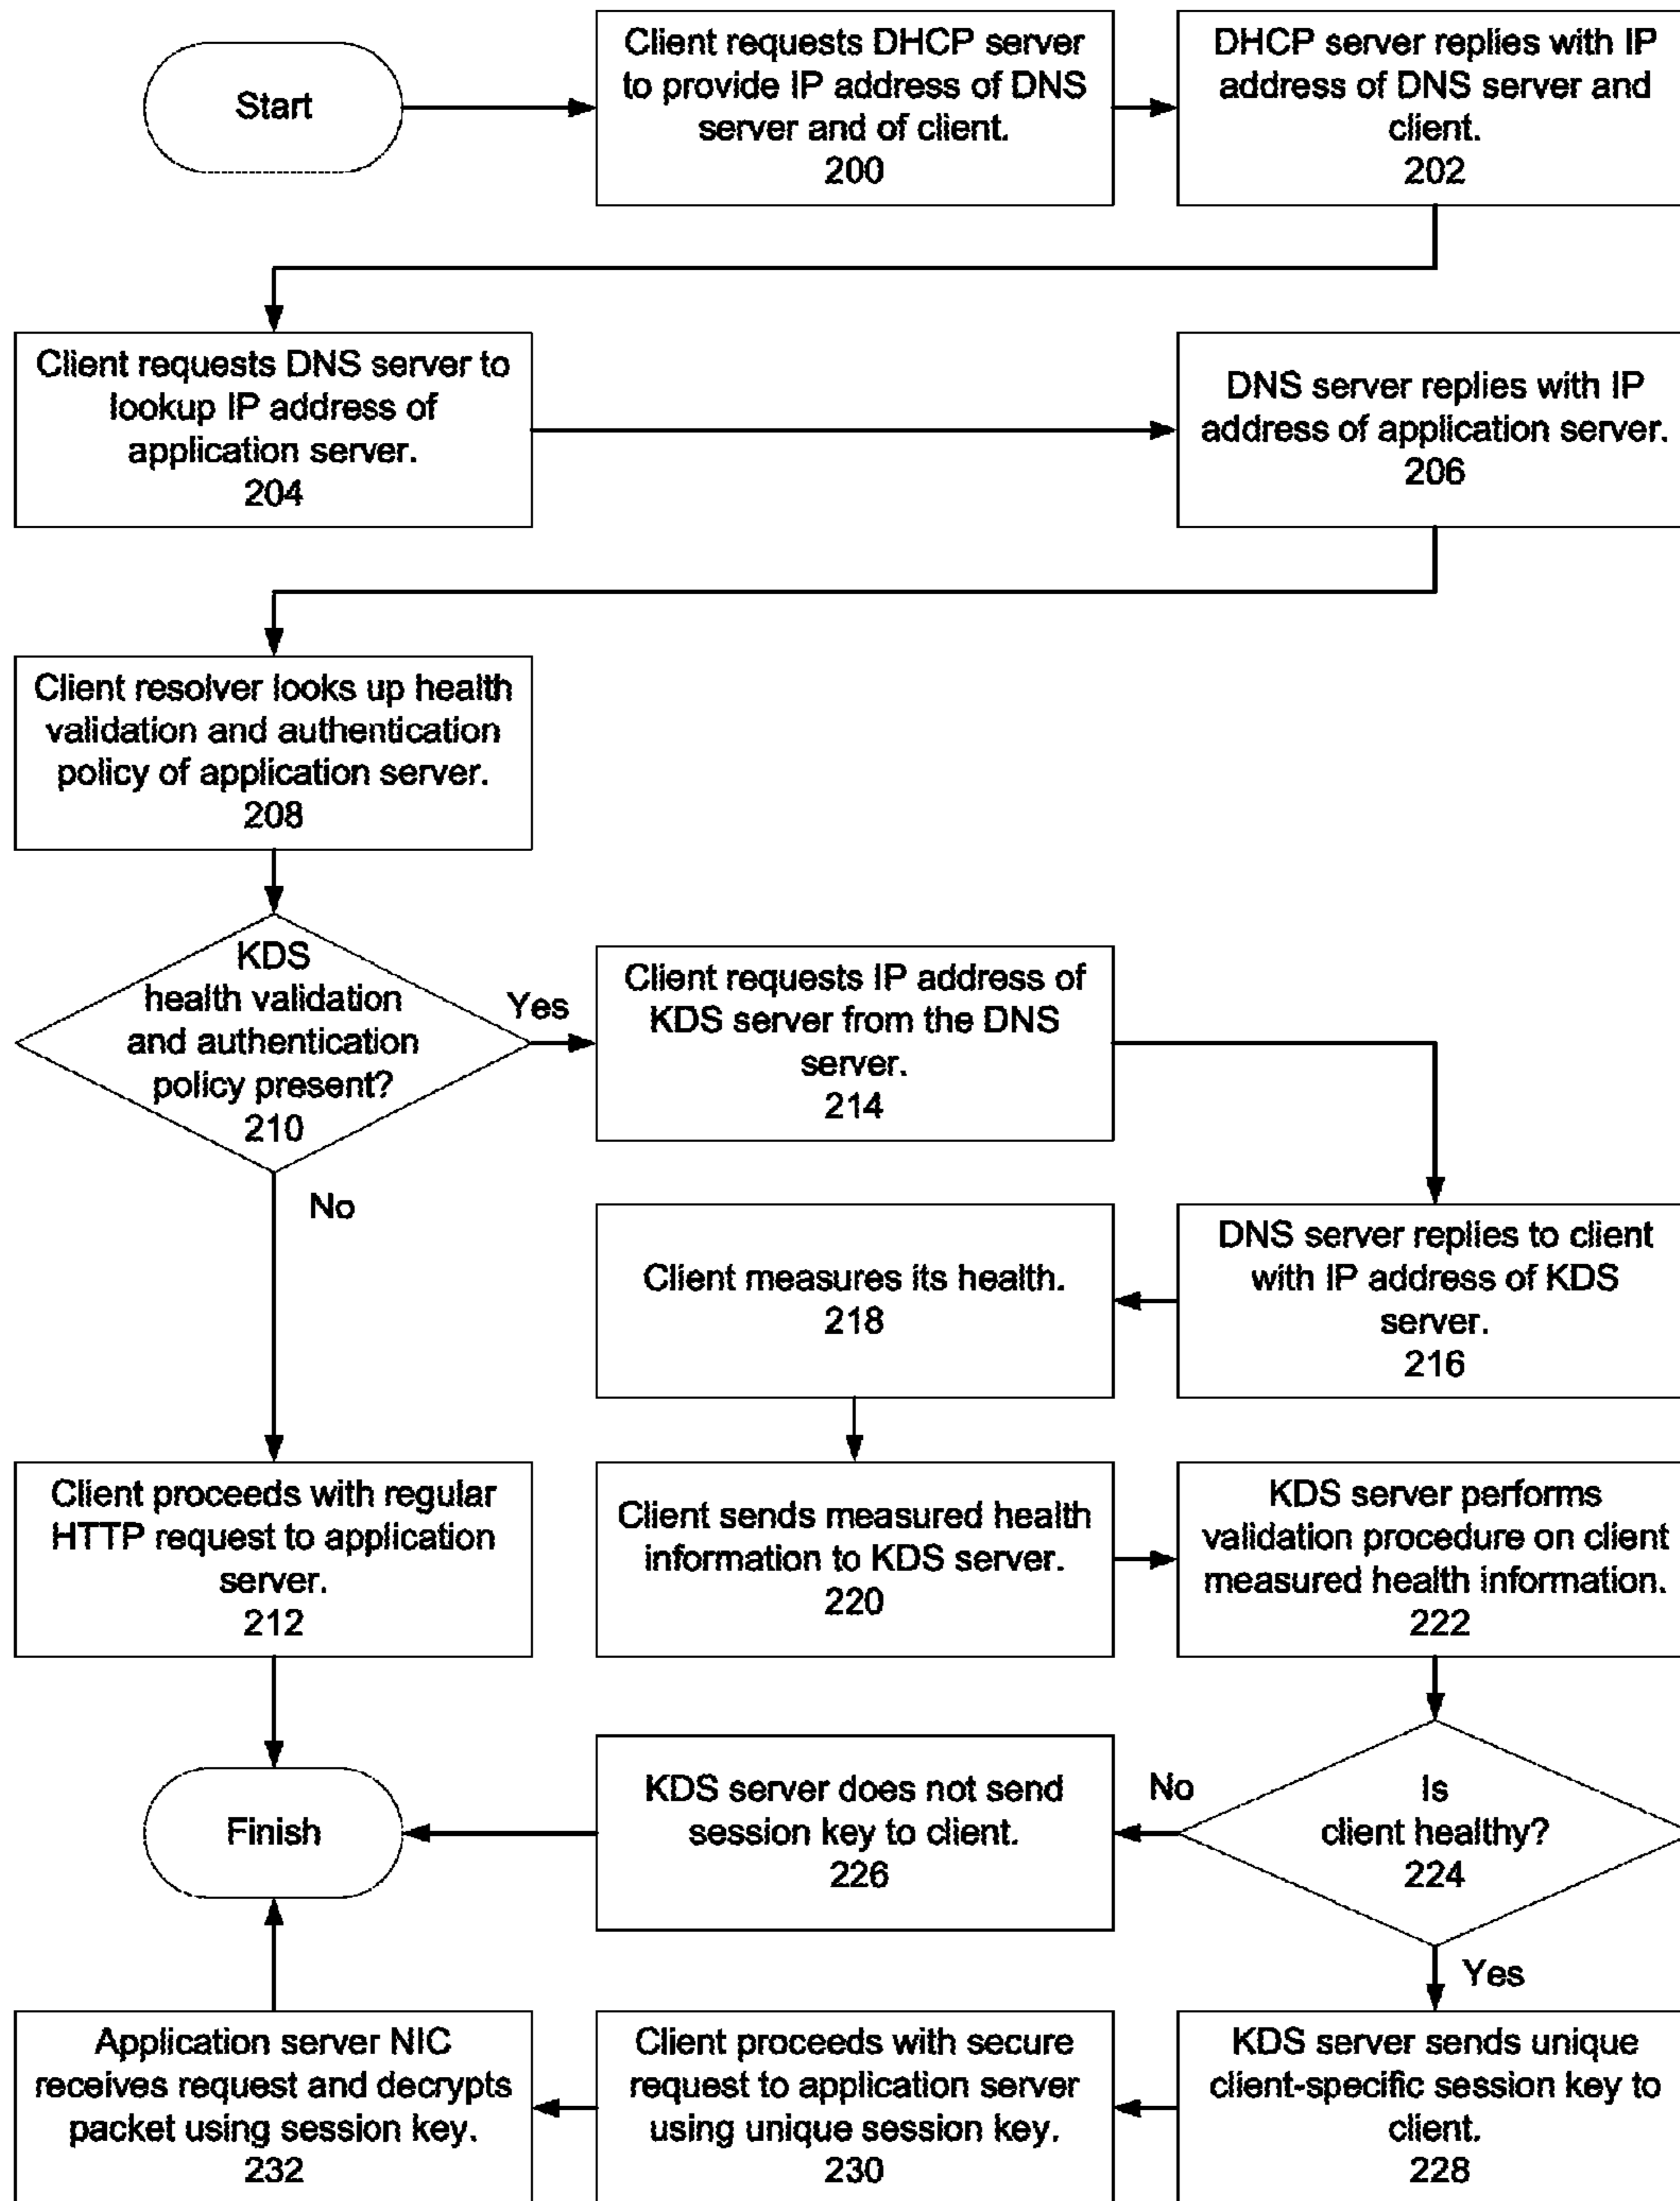 Start
Client requests DHCP server
to provide IP address of DNS
server and of client.
200
DHCP server replies with IP
address of DNS server and
client.
202
Client requests DNS server to
lookup IP address of
application server.
204
DNS server replies with IP
address of application server.
206
Client resolver looks up health
validation and authentication
policy of application server.
208
KDS
health validation
and authentication
policy present?
210
Yes
No
Client requests IP address of
KDS server from the DNS
server.
214
DNS server replies to client
with IP address of KDS
server.
216
Client measures its health.
218
Client proceeds with regular
HTTP request to application
server.
212
Client sends measured health
information to KDS server.
220
KDS server performs
validation procedure on client
measured health information.
222
Is
client healthy?
224
No
Yes
KDS server does not send
session key to client.
226
Finish
KDS server sends unique
client-specific session key to
client.
228
Client proceeds with secure
request to application server
using unique session key.
230
Application server NIC
receives request and decrypts
packet using session key.
232